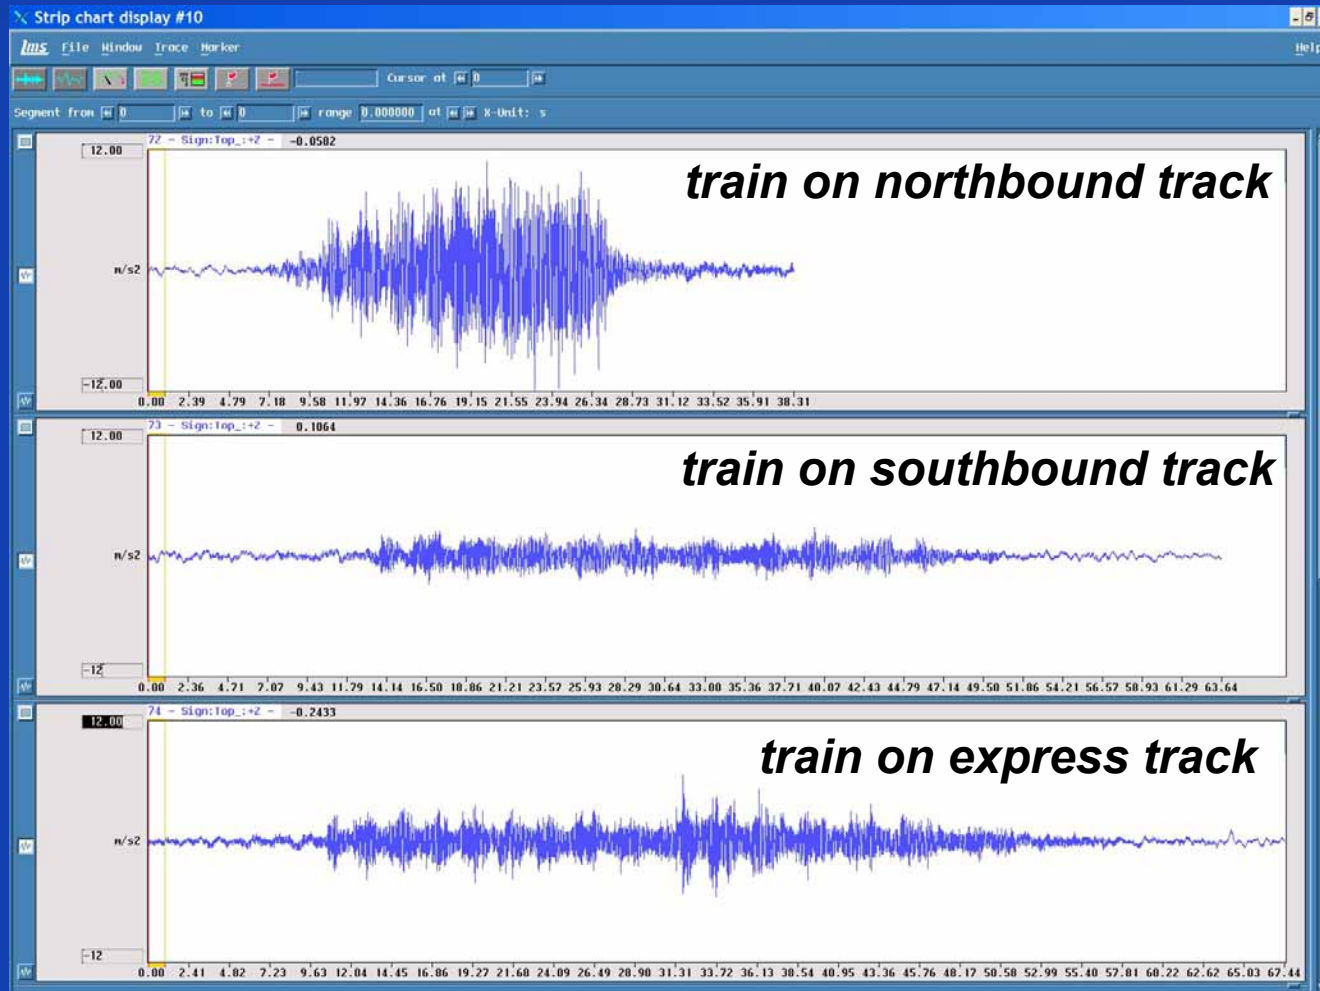 Strip chart display #10
lms File Window Trace Marker Help
Cursor at 0
Segment from 0 to 0 range 0.000000 at X-Unit: s
72 - Sign:Top_:+Z - -0.0582
12.00
train on northbound track
m/s2
-12.00
0.00 2.39 4.79 7.18 9.58 11.97 14.36 16.76 19.15 21.55 23.94 26.34 28.73 31.12 33.52 35.91 38.31
73 - Sign:Top_:+Z - 0.1064
12.00
train on southbound track
m/s2
-12
0.00 2.36 4.71 7.07 9.43 11.79 14.14 16.50 18.86 21.21 23.57 25.93 28.29 30.64 33.00 35.36 37.71 40.07 42.43 44.79 47.14 49.50 51.86 54.21 56.57 58.93 61.29 63.64
74 - Sign:Top_:+Z - -0.2433
12.00
train on express track
m/s2
-12
0.00 2.41 4.82 7.23 9.63 12.04 14.45 16.86 19.27 21.68 24.09 26.49 28.90 31.31 33.72 36.13 38.54 40.95 43.36 45.76 48.17 50.58 52.99 55.40 57.81 60.22 62.62 65.03 67.44